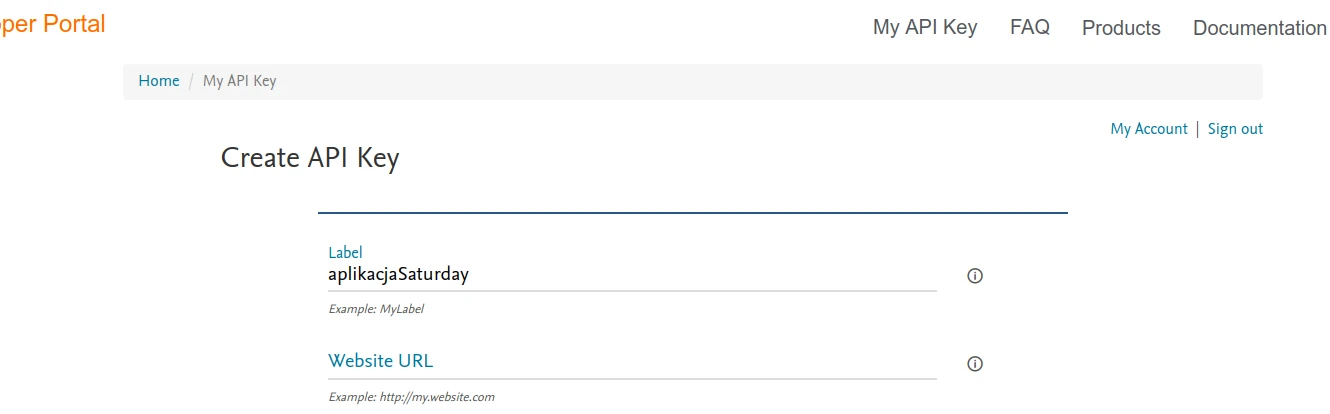 per Portal
My API Key FAQ Products Documentation
Home / My API Key
My Account | Sign out
Create API Key
Label
aplikacjaSaturday
Example: MyLabel
Website URL
Example: http://my.website.com